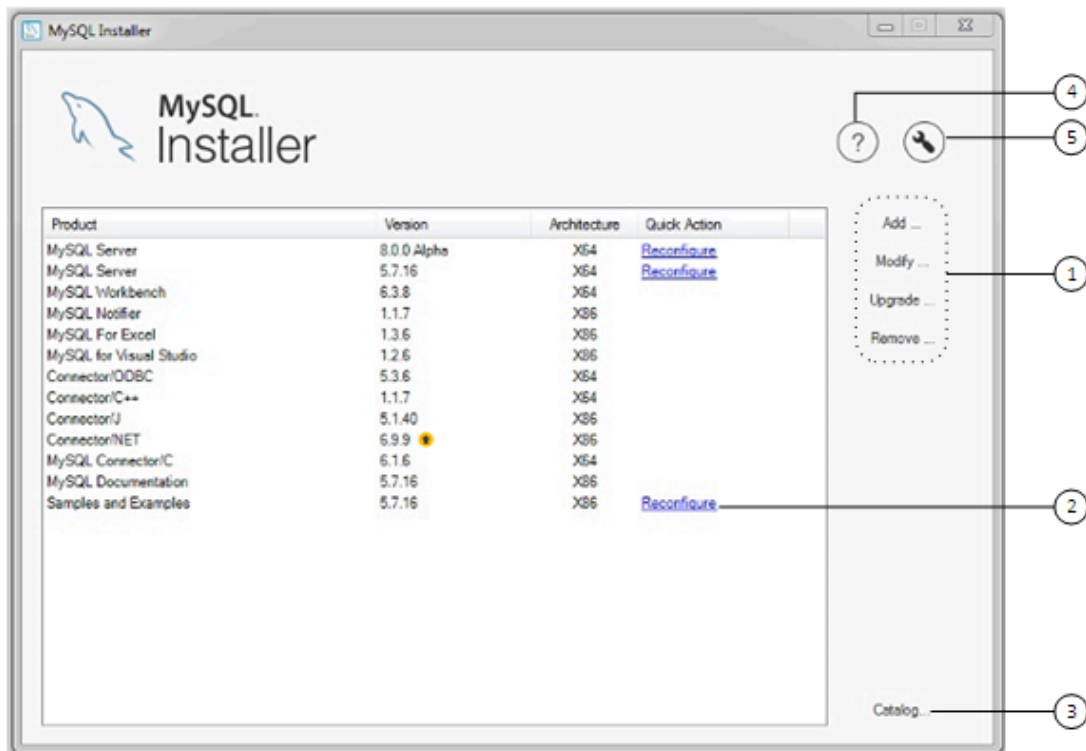 MySQL Installer
MySQL.
Installer
4
5
?
Product Version Architecture Quick Action
MySQL Server 8.0.0 Alpha X64 Reconfigure
MySQL Server 5.7.16 X64 Reconfigure
MySQL Workbench 6.3.8 X64
MySQL Notifier 1.1.7 X86
MySQL For Excel 1.3.6 X86
MySQL for Visual Studio 1.2.6 X86
Connector/ODBC 5.3.6 X64
Connector/C++ 1.1.7 X64
Connector/J 5.1.40 X86
Connector/NET 6.9.9 X86
MySQL Connector/C 6.1.6 X64
MySQL Documentation 5.7.16 X86
Samples and Examples 5.7.16 X86 Reconfigure
Add ...
Modify ...
Upgrade ...
Remove ...
1
2
Catalog...
3